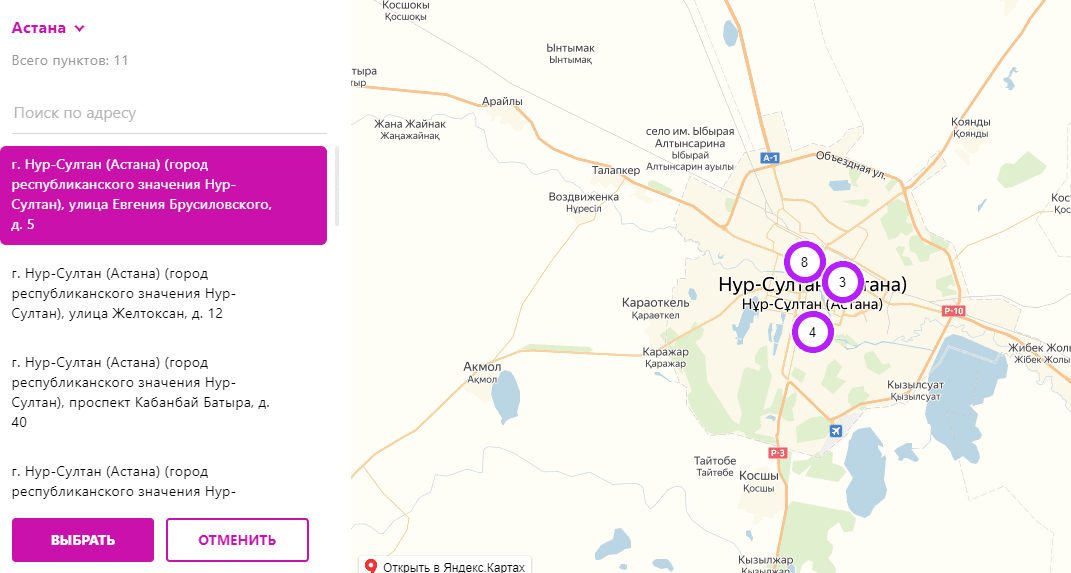 Астана
Всего пунктов: 11
Поиск по адресу
г. Нур-Султан (Астана) (город
республиканского значения Нур-
Султан), улица Евгения Брусиловского,
д. 5
г. Нур-Султан (Астана) (город
республиканского значения Нур-
Султан), улица Желтоксан, д. 12
г. Нур-Султан (Астана) (город
республиканского значения Нур-
Султан), проспект Кабанбай Батыра, д.
40
г. Нур-Султан (Астана) (город
республиканского значения Нур-
ВЫБРАТЬ
ОТМЕНИТЬ
Косшокы
Қосшоқы
Ынтымак
Ынтымақ
тыра
тыр
Арайлы
Жана Жайнак
Жаңажайнақ
село им. Ыбырая
Алтынсарина
Ыбырай
Алтынсарин ауылы
Коянды
Қоянды
А-1
Объездная ул.
Талапкер
Воздвиженка
Нұресіл
8
3
Нур-Султан
тана)
Нұр-Сұлтан (Астана)
4
Караоткель
Қараөткел
Р-10
Каражар
Қаражар
Жибек Жолы
Жібек Жолы
Акмол
Ақмол
Кызылсуат
Қызылсуат
Р-3
Тайтобе
Тайтөбе
Косшы
Қосшы
Кызылжар
Қызылжар
Открыть в Яндекс.Картах